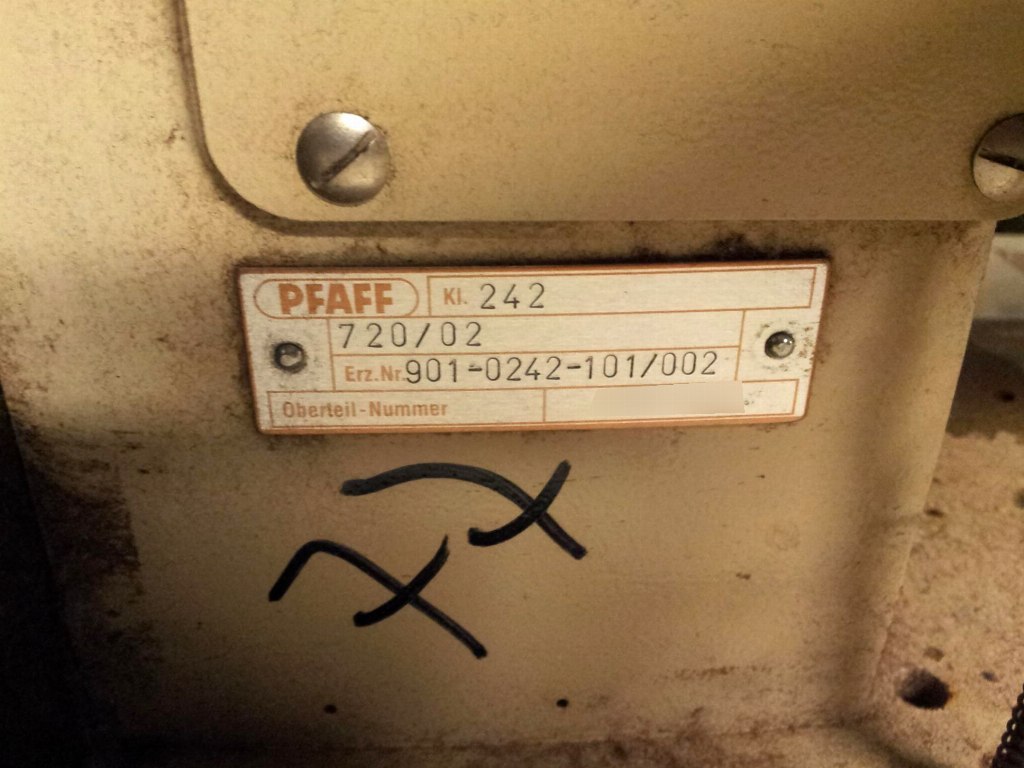 PFAFF Kl. 242
720/02
Erz.Nr. 901-0242-101/002
Oberteil-Nummer